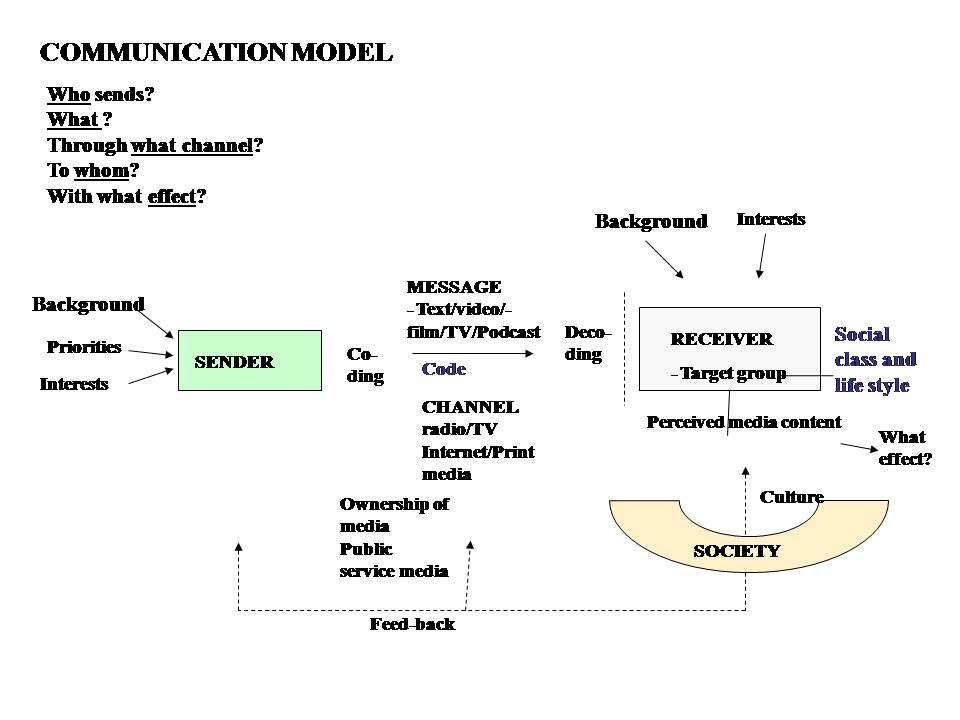 COMMUNICATION MODEL
Who sends?
What ?
Through what channel?
To whom?
With what effect?
Background
Interests
Background
Priorities
Interests
SENDER
Co-
ding
MESSAGE
-Text/video/-
film/TV/Podcast
Code
CHANNEL
radio/TV
Internet/Print
media
Ownership of
media
Public
service media
Deco-
ding
RECEIVER
-Target group
Social
class and
life style
Perceived media content
What
effect?
Culture
SOCIETY
Feed-back